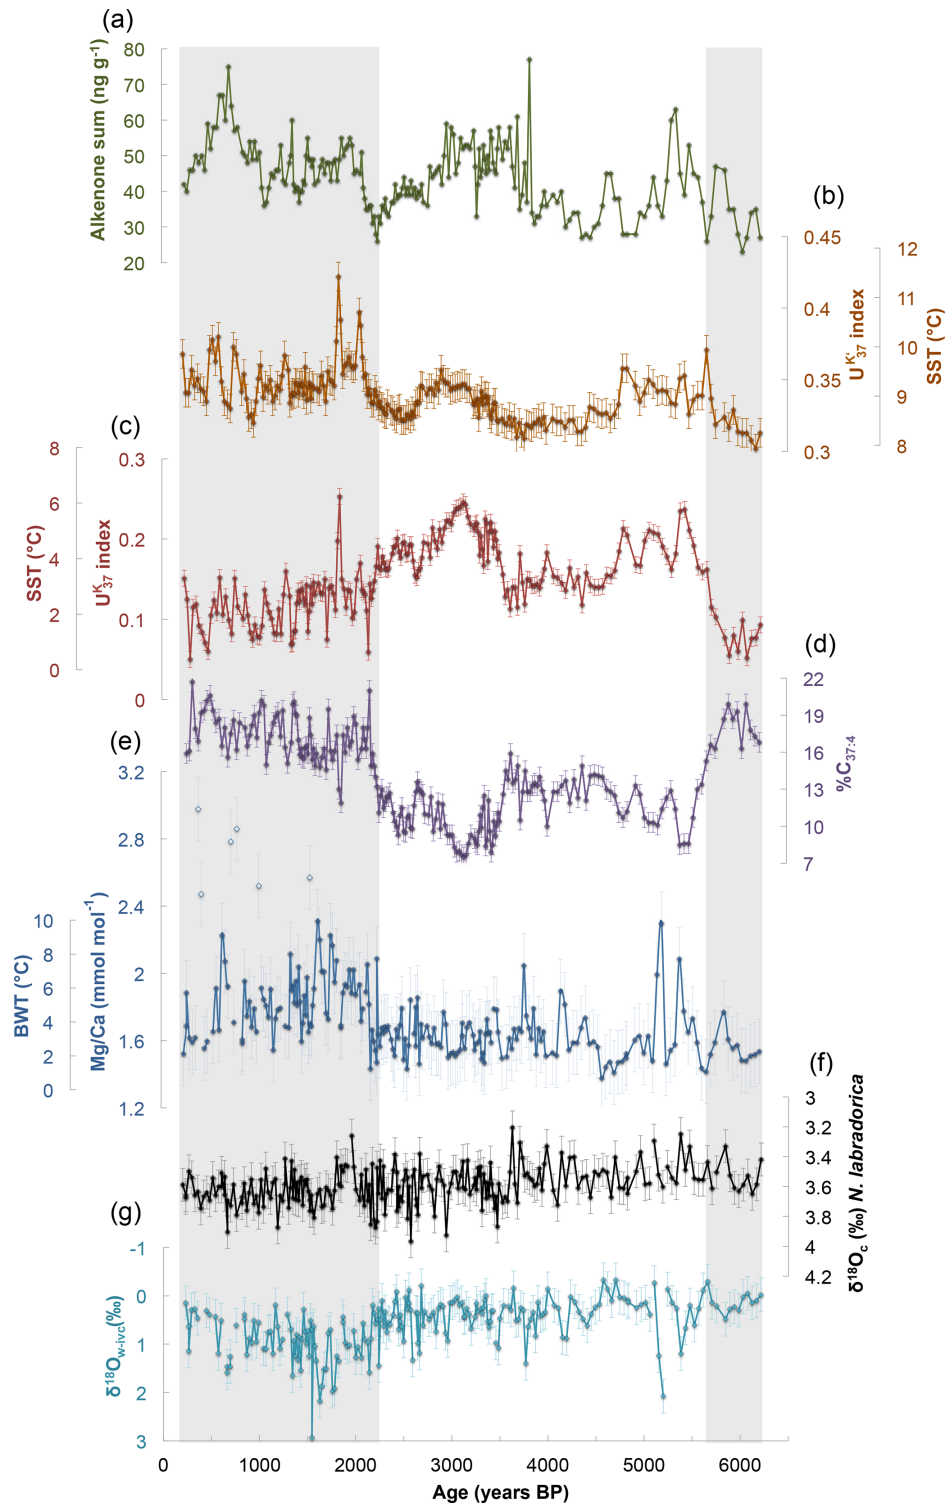 (a)
Alkenone sum (ng g⁻¹)
80
70
60
50
40
30
20
(b)
0.45
0.4
0.35
0.3
Uᴷ'₃₇ index
12
11
10
9
8
SST (°C)
(c)
8
6
4
2
0
SST (°C)
0.3
0.2
0.1
0
Uᴷ₃₇ index
(d)
22
19
16
13
10
7
%C₃₇:₄
(e)
3.2
2.8
2.4
2
1.6
1.2
Mg/Ca (mmol mol⁻¹)
10
8
6
4
2
0
BWT (°C)
(f)
3
3.2
3.4
3.6
3.8
4
4.2
δ¹⁸Oc (‰) N. labradorica
(g)
-1
0
1
2
3
δ¹⁸Ow-ivc(‰)
0 1000 2000 3000 4000 5000 6000
Age (years BP)